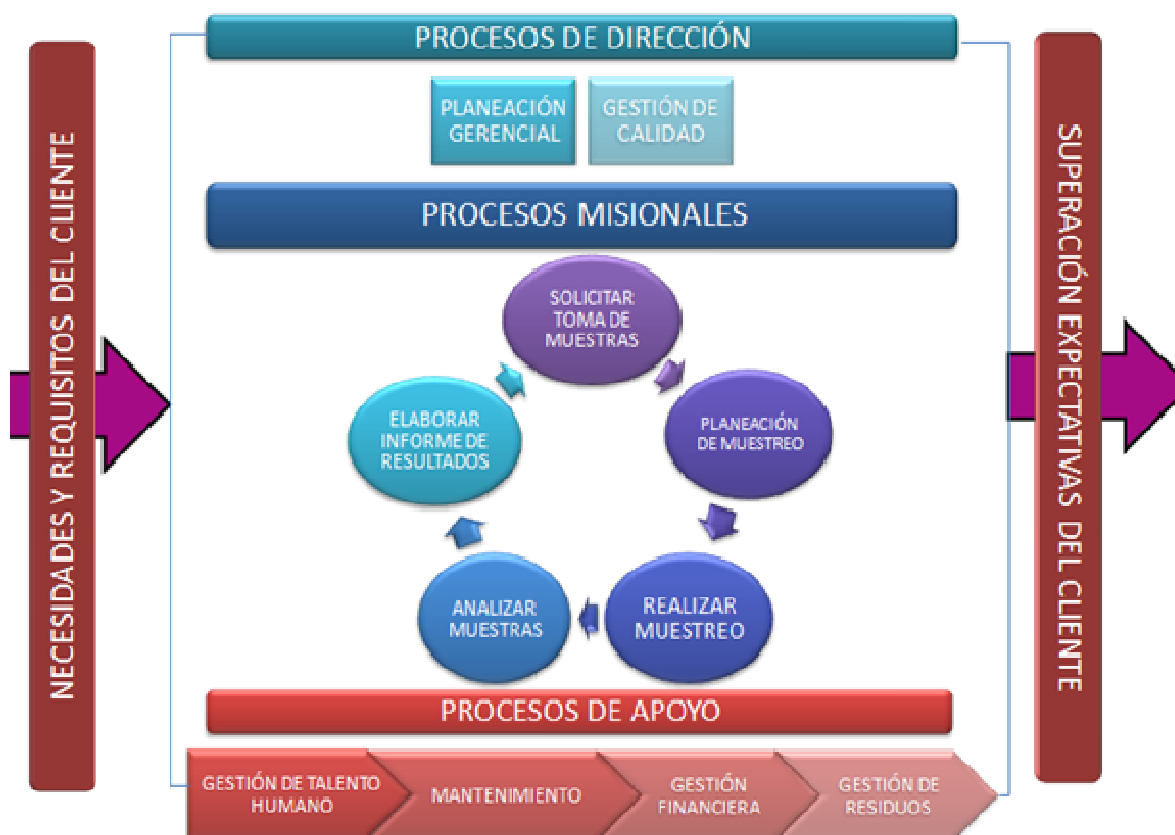 PROCESOS DE DIRECCIÓN
PLANEACIÓN
GERENCIAL
GESTIÓN DE
CALIDAD
NECESIDADES Y REQUISITOS DEL CLIENTE
PROCESOS MISIONALES
SOLICITAR
TOMA DE
MUESTRAS
PLANEACIÓN
DE MUESTREO
REALIZAR
MUESTREO
ANALIZAR
MUESTRAS
ELABORAR
INFORME DE
RESULTADOS
SUPERACIÓN EXPECTATIVAS DEL CLIENTE
PROCESOS DE APOYO
GESTIÓN DE TALENTO
HUMANO
MANTENIMIENTO
GESTIÓN
FINANCIERA
GESTIÓN DE
RESIDUOS